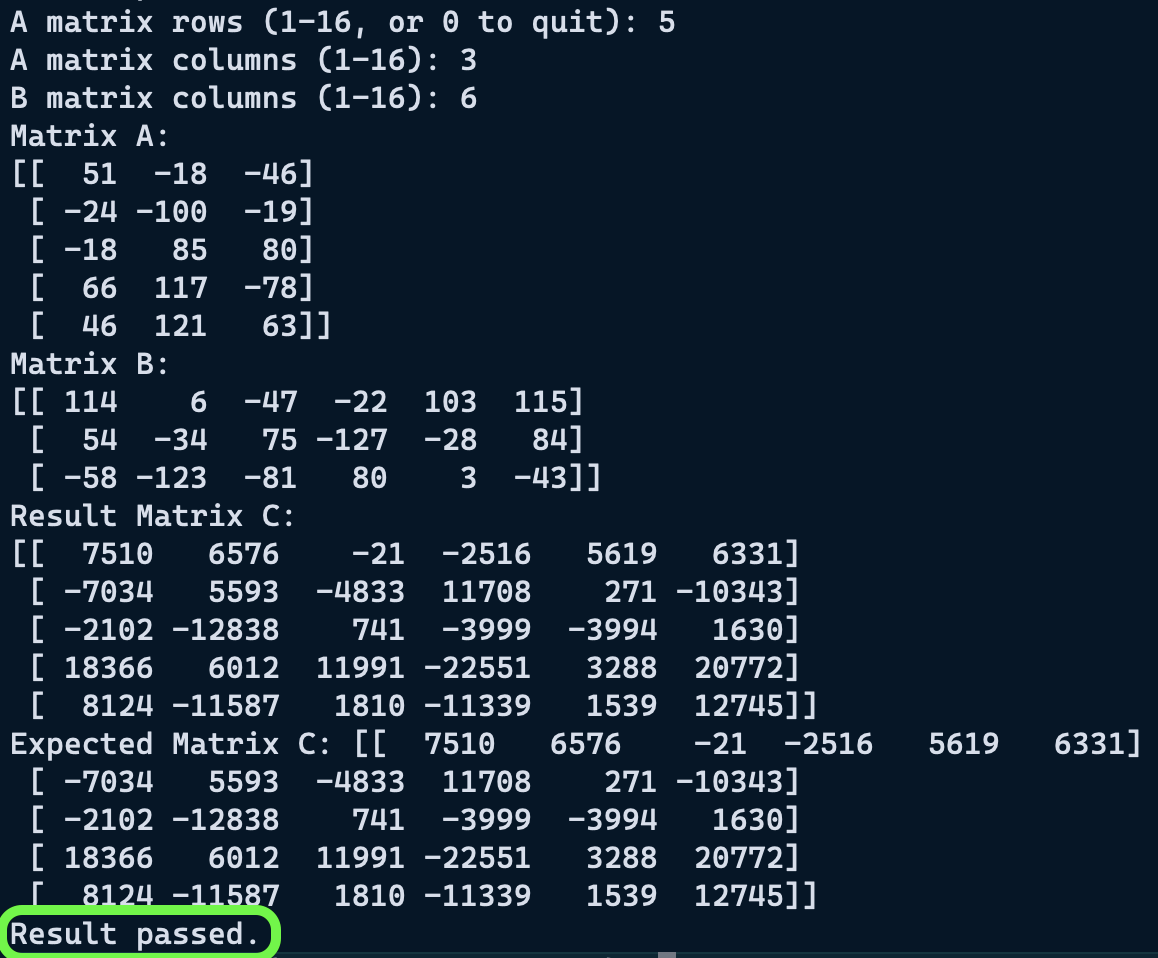 A matrix rows (1-16, or 0 to quit): 5
A matrix columns (1-16): 3
B matrix columns (1-16): 6
Matrix A:
[[  51  -18  -46]
 [ -24 -100  -19]
 [ -18   85   80]
 [  66  117  -78]
 [  46  121   63]]
Matrix B:
[[ 114    6  -47  -22  103  115]
 [  54  -34   75 -127  -28   84]
 [ -58 -123  -81   80    3  -43]]
Result Matrix C:
[[  7510   6576    -21  -2516   5619   6331]
 [ -7034   5593  -4833  11708    271 -10343]
 [ -2102 -12838    741  -3999  -3994   1630]
 [ 18366   6012  11991 -22551   3288  20772]
 [  8124 -11587   1810 -11339   1539  12745]]
Expected Matrix C: [[  7510   6576    -21  -2516   5619   6331]
 [ -7034   5593  -4833  11708    271 -10343]
 [ -2102 -12838    741  -3999  -3994   1630]
 [ 18366   6012  11991 -22551   3288  20772]
 [  8124 -11587   1810 -11339   1539  12745]]
Result passed.